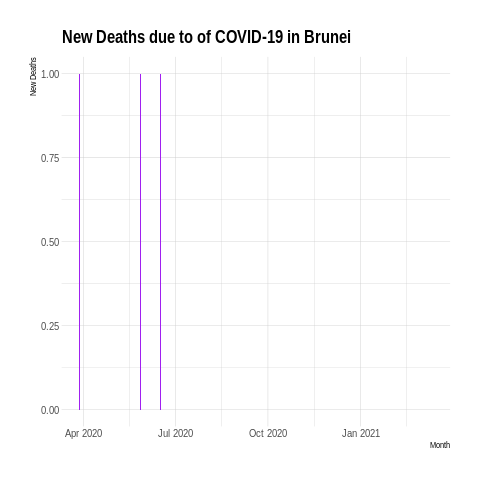 New Deaths due to of COVID-19 in Brunei
New Deaths
1.00
0.75
0.50
0.25
0.00
Apr 2020 Jul 2020 Oct 2020 Jan 2021
Month